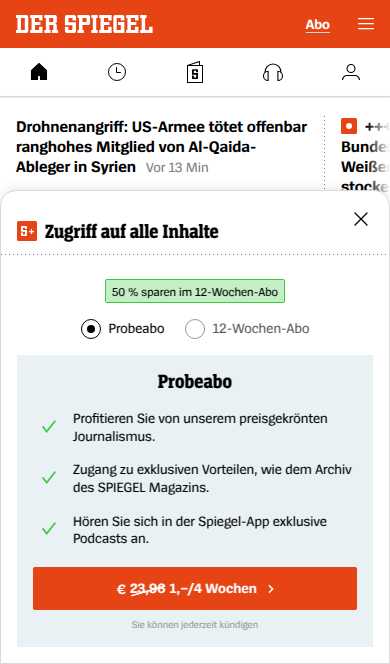 DER SPIEGEL
Abo
Drohnenangriff: US-Armee tötet offenbar
ranghohes Mitglied von Al-Qaida-
Ableger in Syrien Vor 13 Min
++
Bunde
Weiße
stocke
S+ Zugriff auf alle Inhalte
50 % sparen im 12-Wochen-Abo
Probeabo
12-Wochen-Abo
Probeabo
Profitieren Sie von unserem preisgekrönten
Journalismus.
Zugang zu exklusiven Vorteilen, wie dem Archiv
des SPIEGEL Magazins.
Hören Sie sich in der Spiegel-App exklusive
Podcasts an.
€ 23,96 1,–/4 Wochen
Sie können jederzeit kündigen